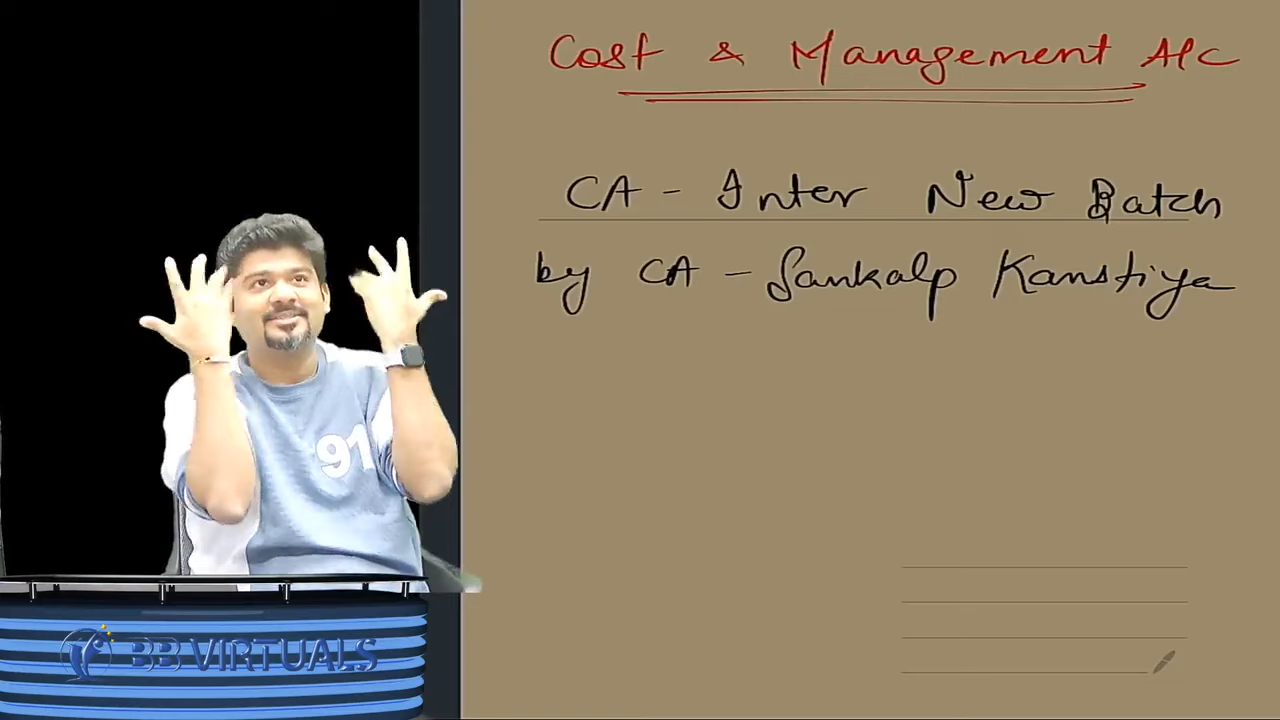 Cost & Management A/c
CA - Inter New Batch
by CA - Sankalp Kanstiya
91
BB VIRTUALS